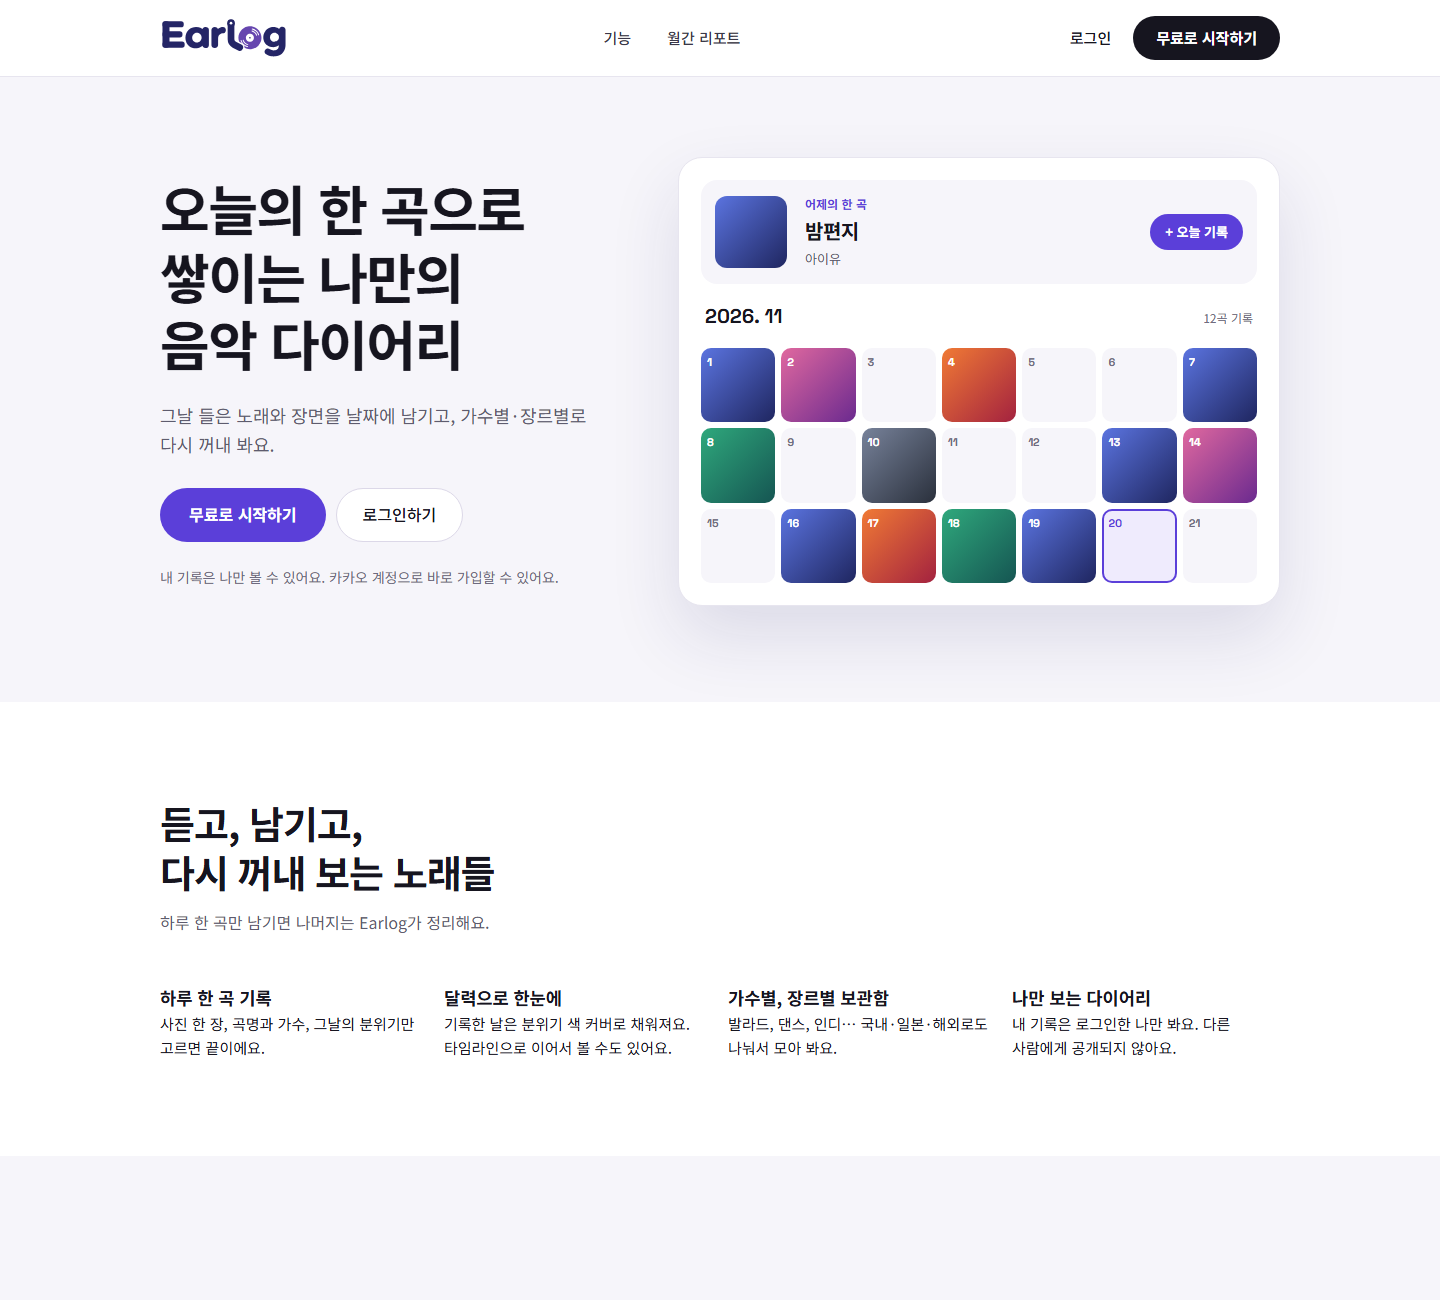 Earlog
기능
월간 리포트
로그인
무료로 시작하기
오늘의 한 곡으로
쌓이는 나만의
음악 다이어리
그날 들은 노래와 장면을 날짜에 남기고, 가수별·장르별로
다시 꺼내 봐요.
무료로 시작하기
로그인하기
내 기록은 나만 볼 수 있어요. 카카오 계정으로 바로 가입할 수 있어요.
어제의 한 곡
밤편지
아이유
+ 오늘 기록
2026. 11
12곡 기록
1 2 3 4 5 6 7
8 9 10 11 12 13 14
15 16 17 18 19 20 21
듣고, 남기고,
다시 꺼내 보는 노래들
하루 한 곡만 남기면 나머지는 Earlog가 정리해요.
하루 한 곡 기록
사진 한 장, 곡명과 가수, 그날의 분위기만
고르면 끝이에요.
달력으로 한눈에
기록한 날은 분위기 색 커버로 채워져요.
타임라인으로 이어서 볼 수도 있어요.
가수별, 장르별 보관함
발라드, 댄스, 인디… 국내·일본·해외로도
나눠서 모아 봐요.
나만 보는 다이어리
내 기록은 로그인한 나만 봐요. 다른
사람에게 공개되지 않아요.